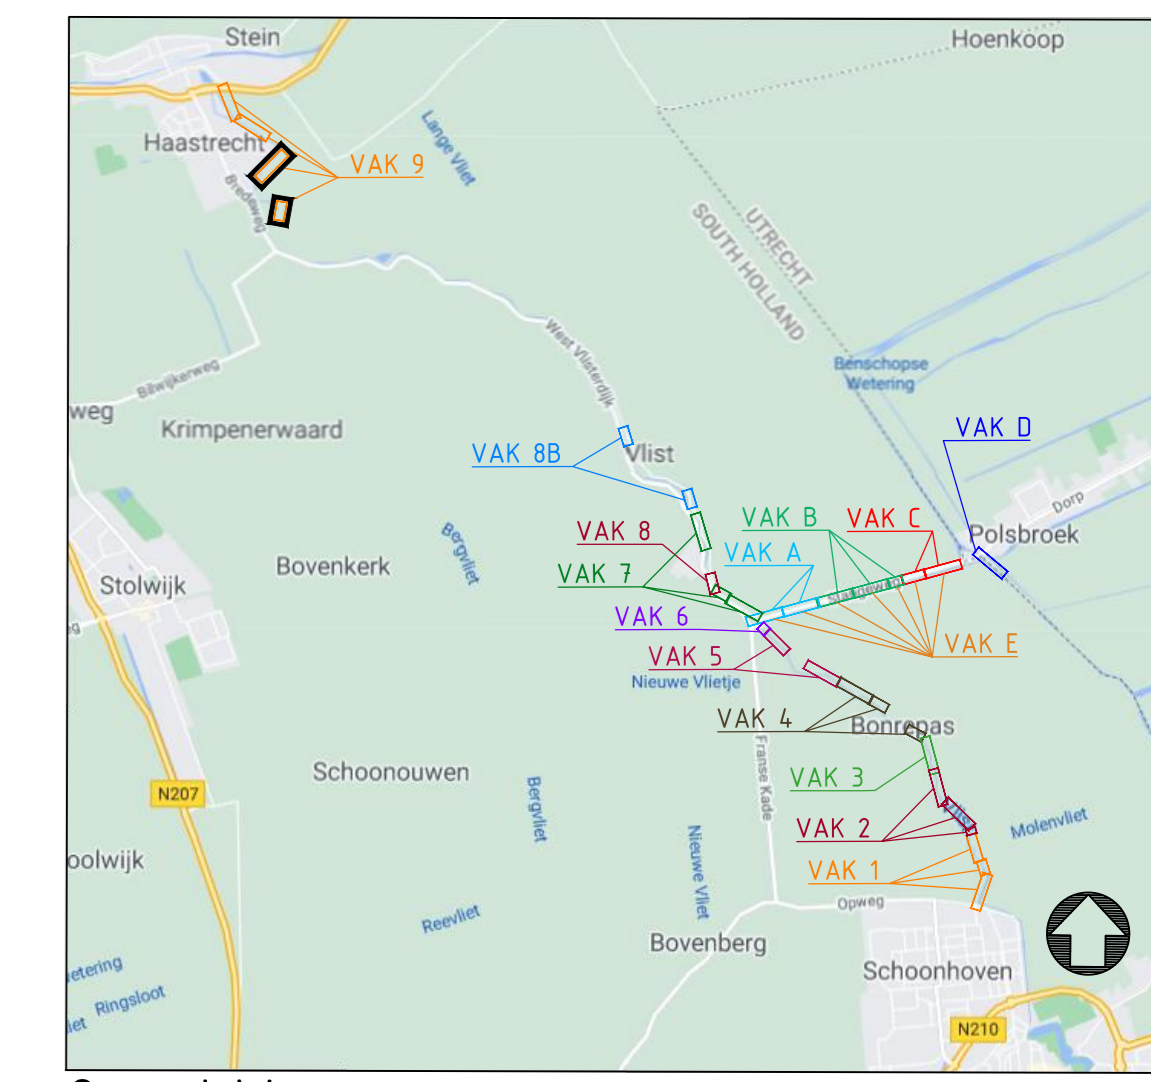 Stein
Hoenkoop
Lange Vliet
Haastrecht
VAK 9
Bredeweg
UTRECHT
SOUTH HOLLAND
West Vlisterdijk
Benschopse
Wetering
Bilwijkerweg
weg
Krimpenerwaard
VAK D
VAK 8B
Vlist
Dorp
VAK B
VAK C
VAK 8
Polsbroek
Bergvliet
VAK A
Bovenkerk
VAK 7
Stolwijk
Slangeweg
VAK 6
VAK E
VAK 5
Nieuwe Vlietje
VAK 4
Bonrepas
Franse Kade
Schoonouwen
VAK 3
N207
Bergvliet
VAK 2
Vlist
Molenvliet
Nieuwe Vliet
oolwijk
VAK 1
Opweg
Reevliet
Bovenberg
Schoonhoven
etering
Ringsloot
liet
N210